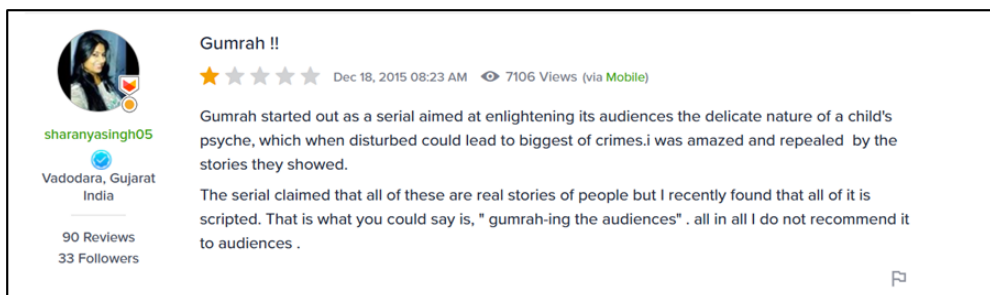 Gumrah !!
Dec 18, 2015 08:23 AM 7106 Views (via Mobile)
Gumrah started out as a serial aimed at enlightening its audiences the delicate nature of a child's
psyche, which when disturbed could lead to biggest of crimes.i was amazed and repealed  by the
stories they showed.
The serial claimed that all of these are real stories of people but I recently found that all of it is
scripted. That is what you could say is, " gumrah-ing the audiences" . all in all I do not recommend it
to audiences .
sharanyasingh05
Vadodara, Gujarat
India
90 Reviews
33 Followers